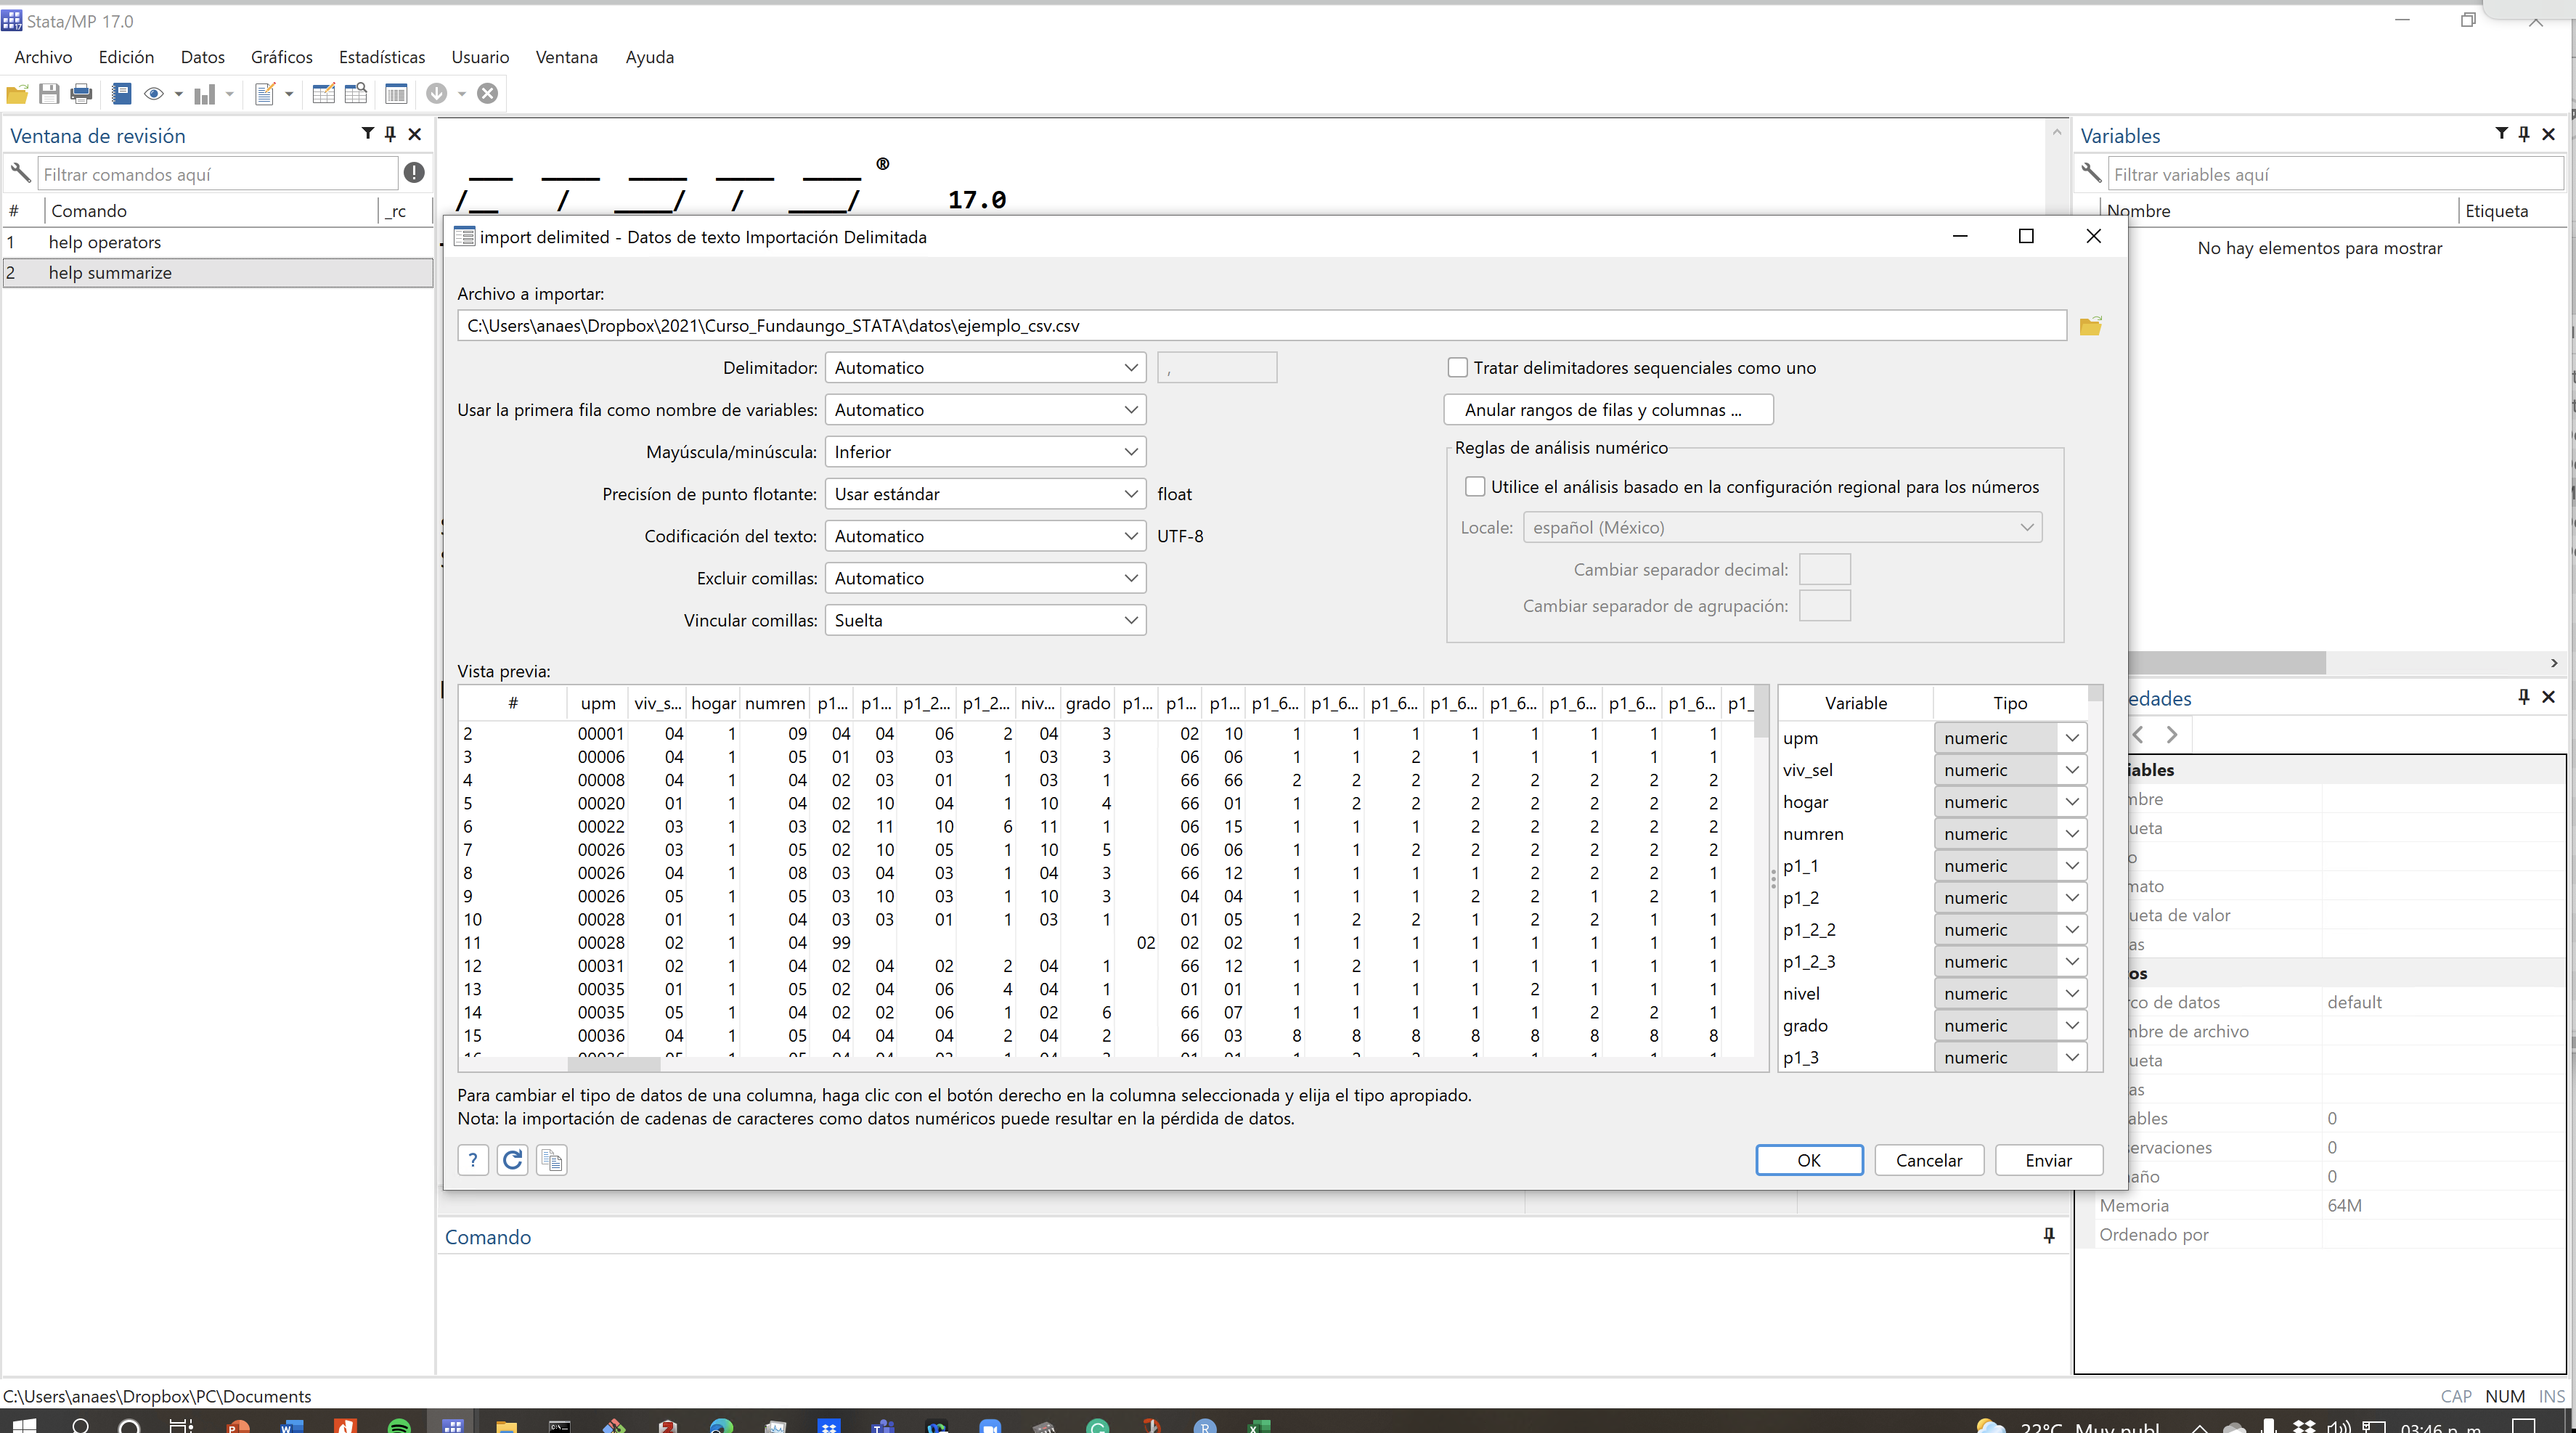 Stata/MP 17.0
Archivo Edición Datos Gráficos Estadísticas Usuario Ventana Ayuda
Ventana de revisión
Filtrar comandos aquí
# Comando _rc
1 help operators
2 help summarize
®
17.0
Variables
Filtrar variables aquí
Nombre Etiqueta
No hay elementos para mostrar
import delimited - Datos de texto Importación Delimitada
Archivo a importar:
C:\Users\anaes\Dropbox\2021\Curso_Fundaungo_STATA\datos\ejemplo_csv.csv
Delimitador: Automatico ,
Usar la primera fila como nombre de variables: Automatico
Mayúscula/minúscula: Inferior
Precisíon de punto flotante: Usar estándar float
Codificación del texto: Automatico UTF-8
Excluir comillas: Automatico
Vincular comillas: Suelta
Tratar delimitadores sequenciales como uno
Anular rangos de filas y columnas ...
Reglas de análisis numérico
Utilice el análisis basado en la configuración regional para los números
Locale: español (México)
Cambiar separador decimal:
Cambiar separador de agrupación:
Vista previa:
# upm viv_s... hogar numren p1... p1... p1_2... p1_2... niv... grado p1... p1... p1... p1_6... p1_6... p1_6... p1_6... p1_6... p1_6... p1_6... p1_6... p1_
2 00001 04 1 09 04 04 06 2 04 3 02 10 1 1 1 1 1 1 1 1
3 00006 04 1 05 01 03 03 1 03 3 06 06 1 1 2 1 1 1 1 1
4 00008 04 1 04 02 03 01 1 03 1 66 66 2 2 2 2 2 2 2 2
5 00020 01 1 04 02 10 04 1 10 4 66 01 1 2 2 2 2 2 2 2
6 00022 03 1 03 02 11 10 6 11 1 06 15 1 1 1 2 2 2 2 2
7 00026 03 1 05 02 10 05 1 10 5 06 06 1 1 2 2 2 2 2 2
8 00026 04 1 08 03 04 03 1 04 3 66 12 1 1 1 1 2 2 2 1
9 00026 05 1 05 03 10 03 1 10 3 04 04 1 1 1 2 2 1 2 1
10 00028 01 1 04 03 03 01 1 03 1 01 05 1 2 2 1 2 2 1 1
11 00028 02 1 04 99 02 02 02 1 1 1 1 1 1 1 1
12 00031 02 1 04 02 04 02 2 04 1 66 12 1 2 1 1 1 1 1 1
13 00035 01 1 05 02 04 06 4 04 1 01 01 1 1 1 1 2 1 1 1
14 00035 05 1 04 02 02 06 1 02 6 66 07 1 1 1 1 1 2 2 1
15 00036 04 1 05 04 04 04 2 04 2 66 03 8 8 8 8 8 8 8 8
Variable Tipo
upm numeric
viv_sel numeric
hogar numeric
numren numeric
p1_1 numeric
p1_2 numeric
p1_2_2 numeric
p1_2_3 numeric
nivel numeric
grado numeric
p1_3 numeric
Para cambiar el tipo de datos de una columna, haga clic con el botón derecho en la columna seleccionada y elija el tipo apropiado.
Nota: la importación de cadenas de caracteres como datos numéricos puede resultar en la pérdida de datos.
? OK Cancelar Enviar
edades
iables
mbre
ueta
o
mato
ueta de valor
as
os
co de datos default
mbre de archivo
ueta
as
ables 0
ervaciones 0
año 0
Memoria 64M
Ordenado por
Comando
C:\Users\anaes\Dropbox\PC\Documents
CAP NUM INS
22°C Muy nubl
03:46 p. m.